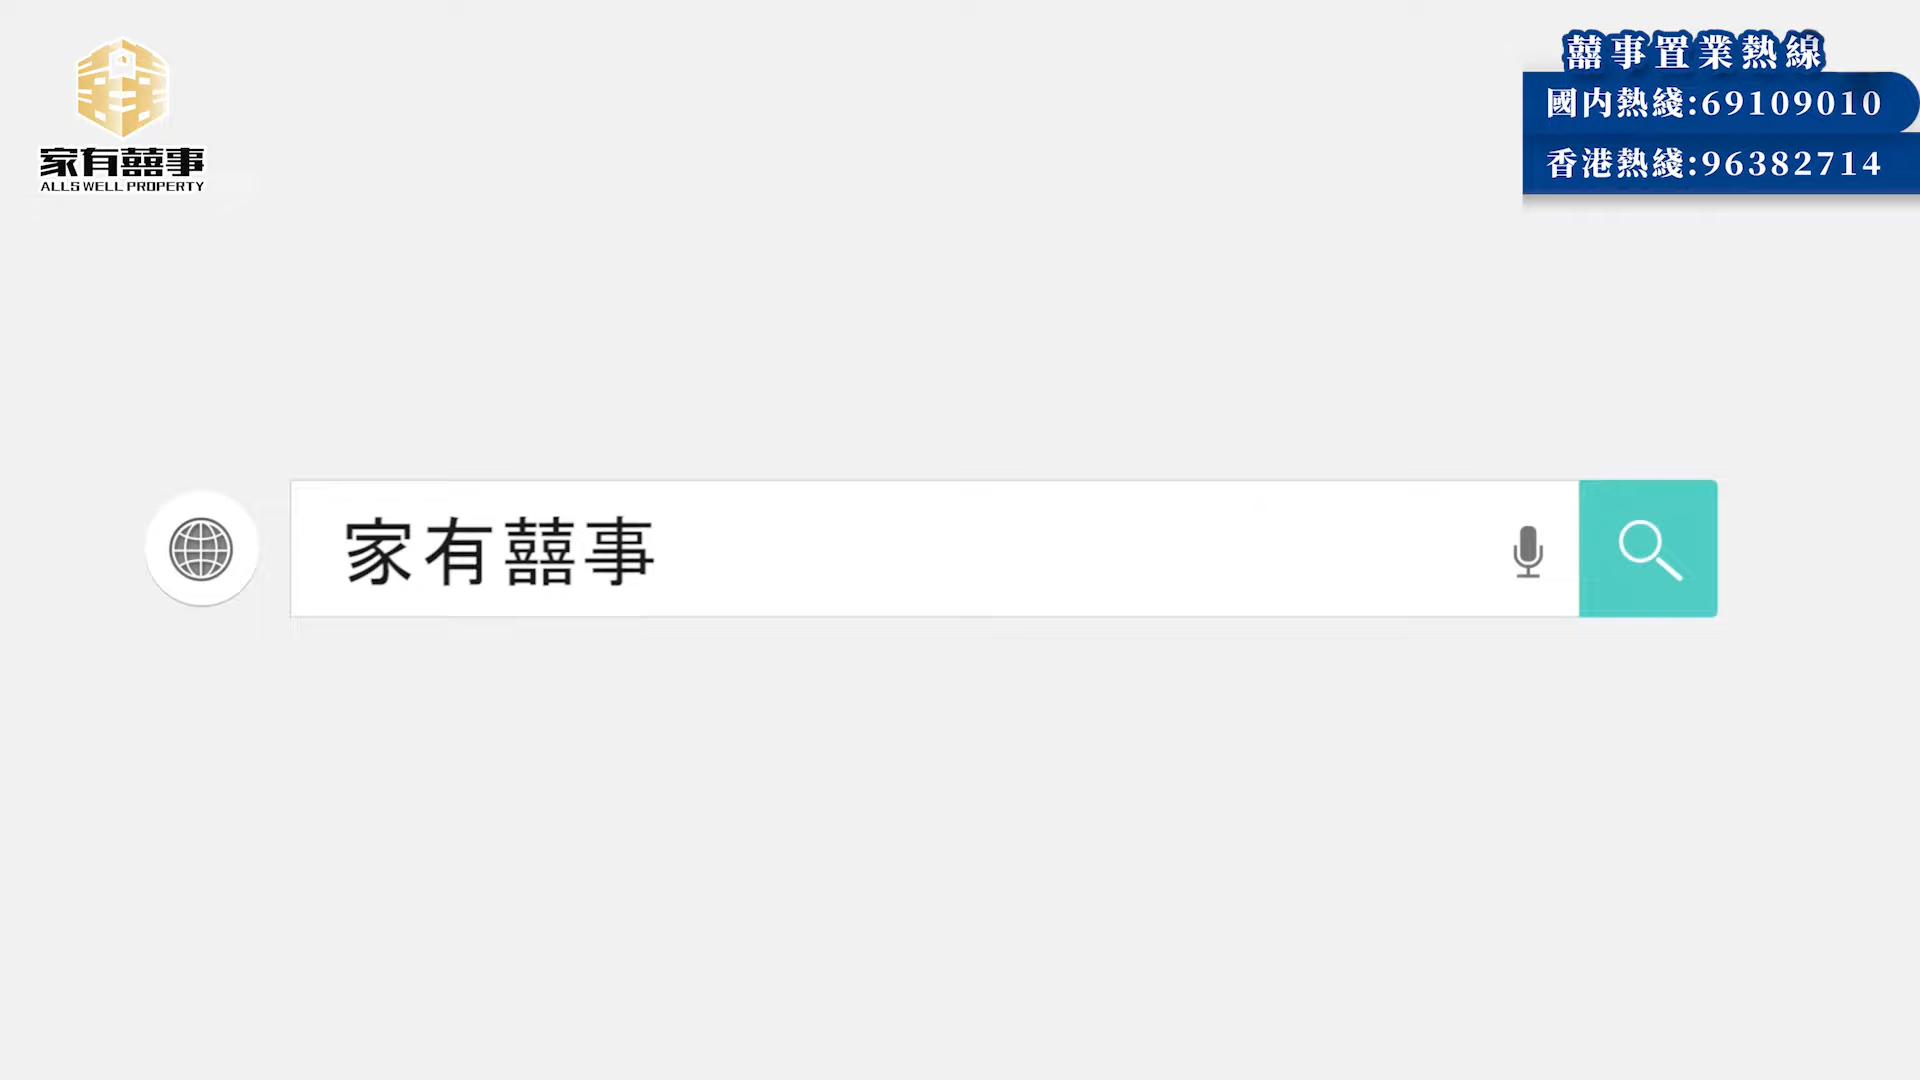 家有囍事
ALLS WELL PROPERTY
囍事置業熱線
國内熱綫:69109010
香港熱綫:96382714
家有囍事